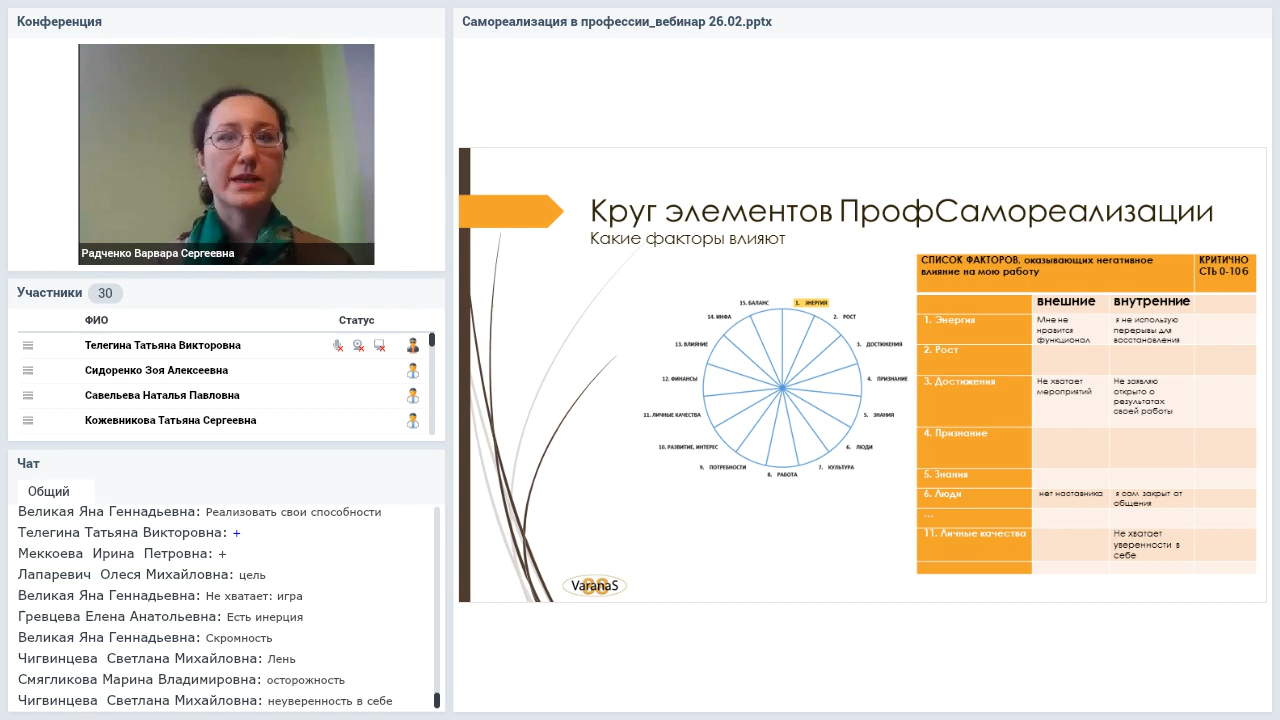 Конференция
Радченко Варвара Сергеевна
Участники 30
ФИО Статус
Телегина Татьяна Викторовна
Сидоренко Зоя Алексеевна
Савельева Наталья Павловна
Кожевникова Татьяна Сергеевна
Чат
Общий
Великая Яна Геннадьевна: Реализовать свои способности
Телегина Татьяна Викторовна: +
Меккоева Ирина Петровна: +
Лапаревич Олеся Михайловна: цель
Великая Яна Геннадьевна: Не хватает: игра
Гревцева Елена Анатольевна: Есть инерция
Великая Яна Геннадьевна: Скромность
Чигвинцева Светлана Михайловна: Лень
Смягликова Марина Владимировна: осторожность
Чигвинцева Светлана Михайловна: неуверенность в себе
Самореализация в профессии_вебинар 26.02.pptx
Круг элементов ПрофСамореализации
Какие факторы влияют
1. ЭНЕРГИЯ
2. РОСТ
3. ДОСТИЖЕНИЯ
4. ПРИЗНАНИЕ
5. ЗНАНИЯ
6. ЛЮДИ
7. КУЛЬТУРА
8. РАБОТА
9. ПОТРЕБНОСТИ
10. РАЗВИТИЕ, ИНТЕРЕС
11. ЛИЧНЫЕ КАЧЕСТВА
12. ФИНАНСЫ
13. ВЛИЯНИЕ
14. ИНФА
15. БАЛАНС
СПИСОК ФАКТОРОВ, оказывающих негативное
влияние на мою работу
КРИТИЧНО
СТЬ 0-10 б
внешние внутренние
1. Энергия
Мне не
нравится
функционал
я не использую
перерывы для
восстановления
2. Рост
3. Достижения
Не хватает
мероприятий
Не заявляю
открыто о
результатах
своей работы
4. Признание
5. Знания
6. Люди
нет наставника
я сам закрыт от
общения
...
11. Личные качества
Не хватает
уверенности в
себе
VaranaS